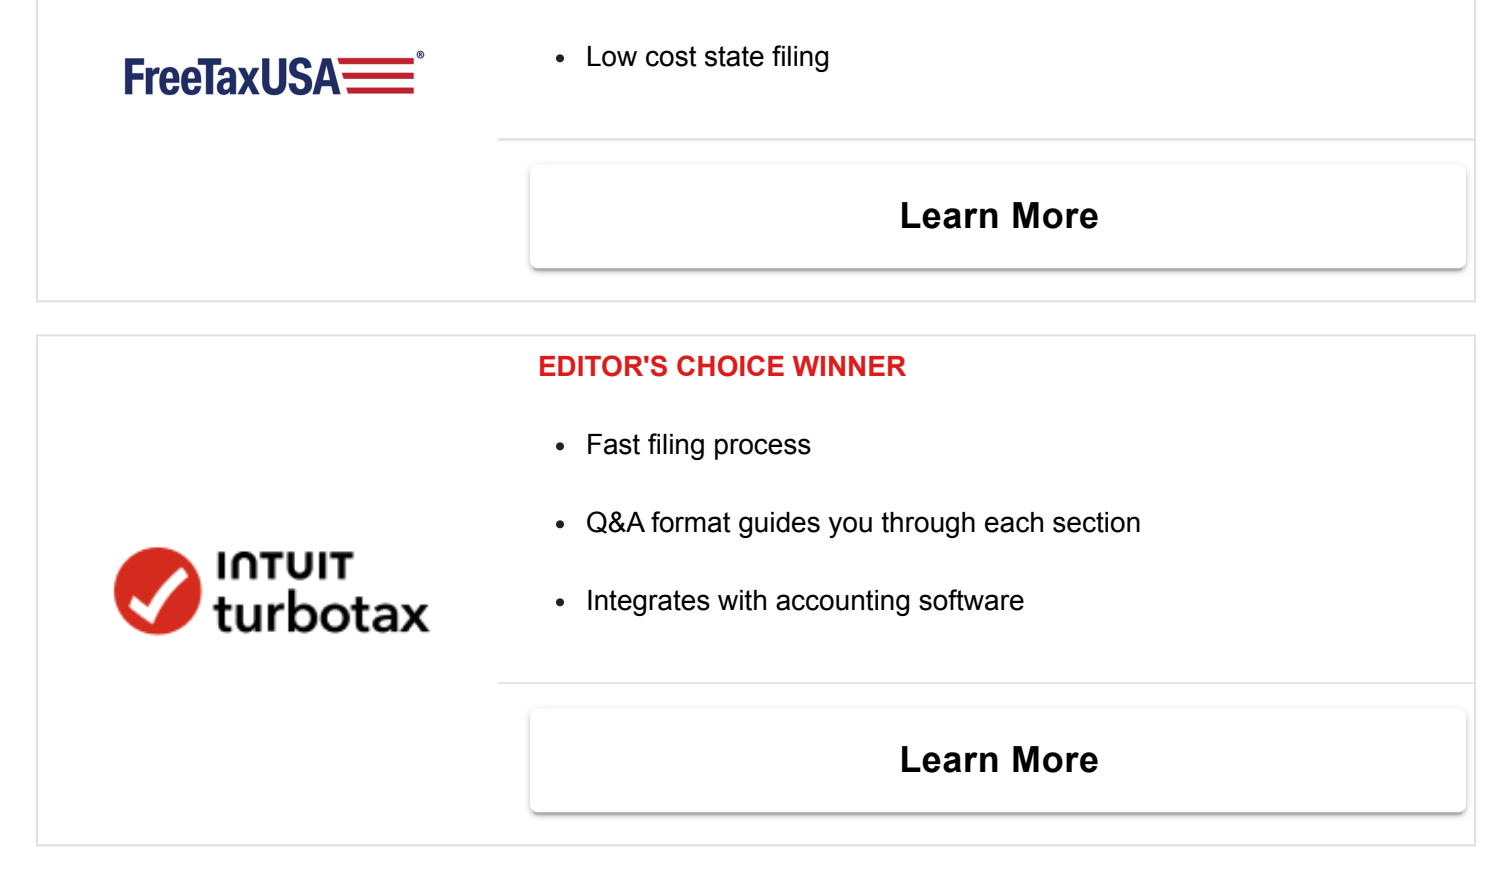 FreeTaxUSA®
Low cost state filing
Learn More
EDITOR'S CHOICE WINNER
Fast filing process
Q&A format guides you through each section
INTUIT
turbotax
Integrates with accounting software
Learn More